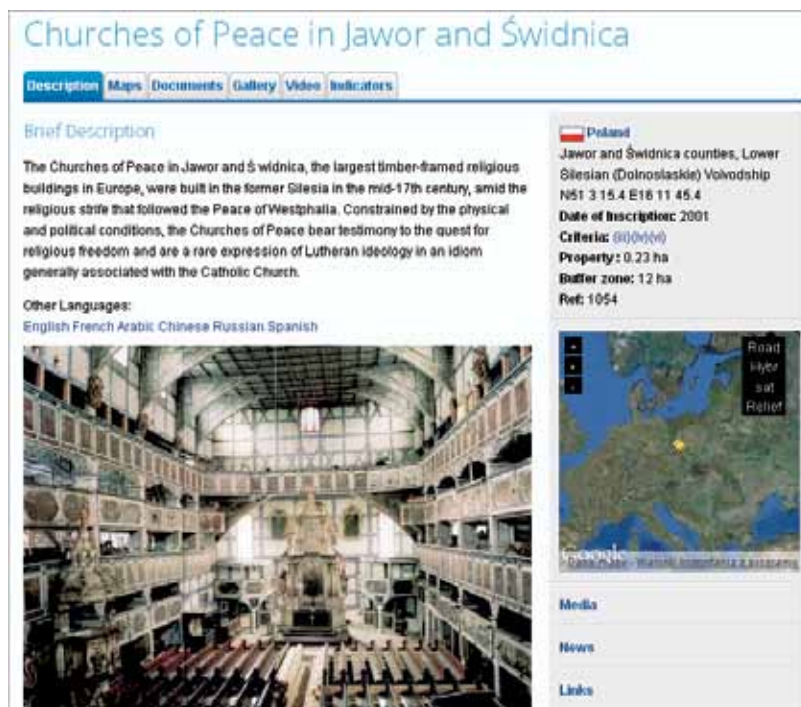 Churches of Peace in Jawor and Świdnica
Description Maps Documents Gallery Video Indicators
Brief Description
The Churches of Peace in Jawor and Ś widnica, the largest timber-framed religious
buildings in Europe, were built in the former Silesia in the mid-17th century, amid the
religious strife that followed the Peace of Westphalia. Constrained by the physical
and political conditions, the Churches of Peace bear testimony to the quest for
religious freedom and are a rare expression of Lutheran ideology in an idiom
generally associated with the Catholic Church.
Other Languages:
English French Arabic Chinese Russian Spanish
Poland
Jawor and Świdnica counties, Lower
Silesian (Dolnoslaskie) Voivodship
N51 3 15.4 E16 11 45.4
Date of Inscription: 2001
Criteria: (iii)(iv)(vi)
Property : 0.23 ha
Buffer zone: 12 ha
Ref: 1054
Road
Hybr
sat
Relief
Google
Media
News
Links